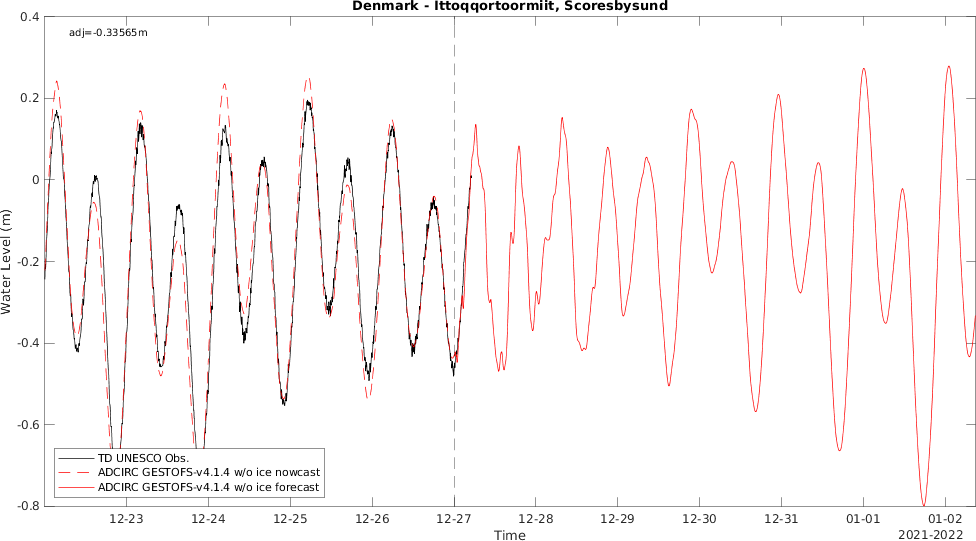 Denmark - Ittoqqortoormiit, Scoresbysund
adj=-0.33565m
0.4
0.2
0
-0.2
-0.4
-0.6
-0.8
Water Level (m)
TD UNESCO Obs.
ADCIRC GESTOFS-v4.1.4 w/o ice nowcast
ADCIRC GESTOFS-v4.1.4 w/o ice forecast
12-23 12-24 12-25 12-26 12-27 12-28 12-29 12-30 12-31 01-01 01-02
Time
2021-2022